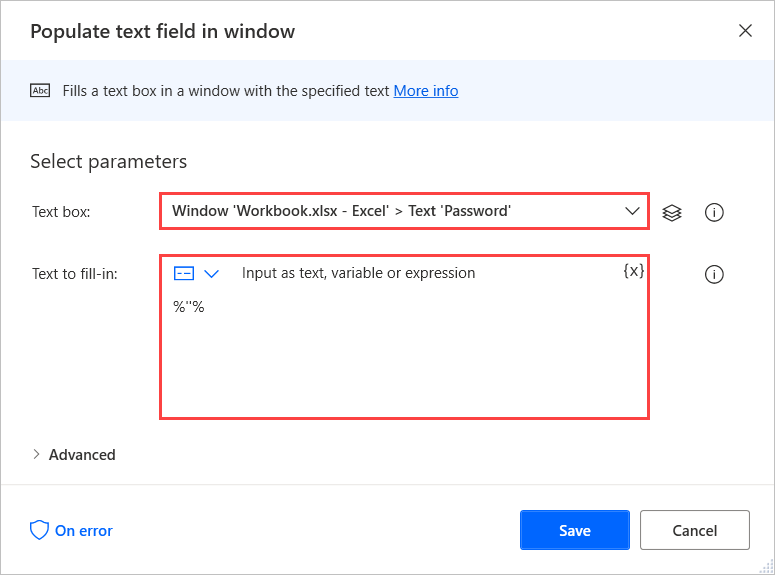 Populate text field in window
Abc Fills a text box in a window with the specified text More info
Select parameters
Text box: Window 'Workbook.xlsx - Excel' > Text 'Password'
Text to fill-in: Input as text, variable or expression {x}
%''%
Advanced
On error Save Cancel